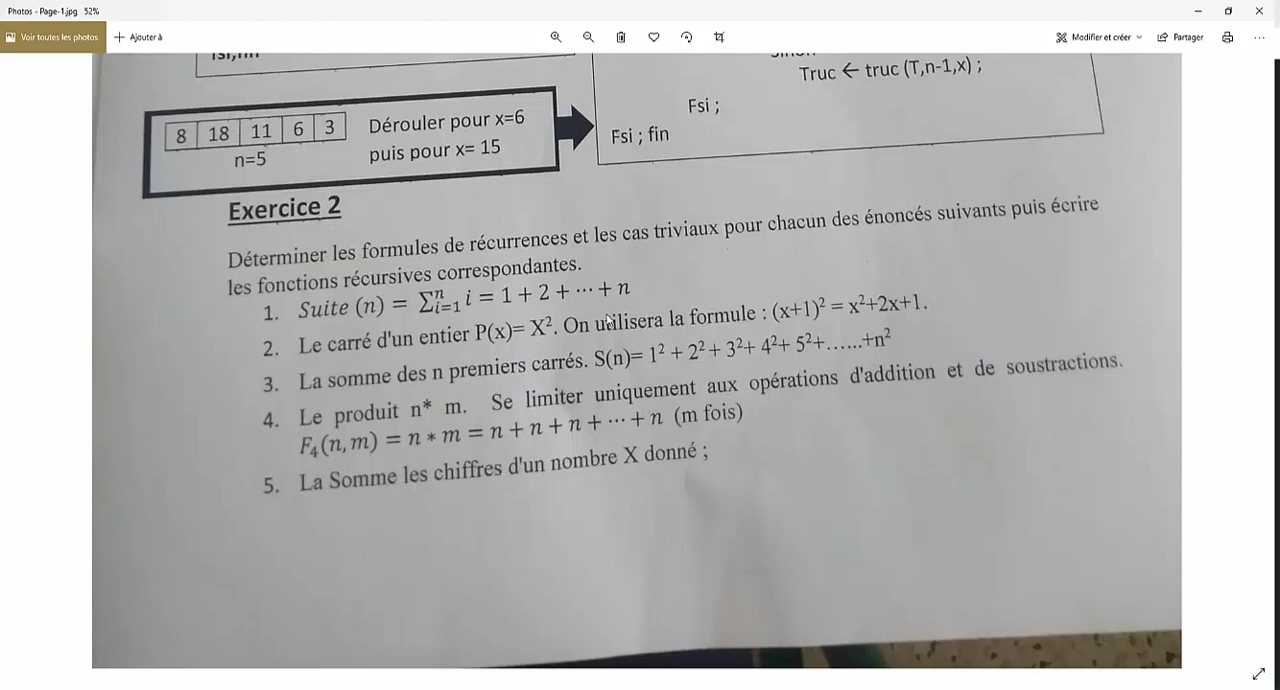 Photos - Page-1.jpg 52%
Voir toutes les photos
Ajouter à
Modifier et créer
Partager
Truc ← truc (T,n-1,x) ;
Fsi ;
Fsi ; fin
8 18 11 6 3
n=5
Dérouler pour x=6
puis pour x= 15
Exercice 2
Déterminer les formules de récurrences et les cas triviaux pour chacun des énoncés suivants puis écrire
les fonctions récursives correspondantes.
1. Suite (n) = ∑ⁿᵢ₌₁ i = 1 + 2 + ⋯ + n
2. Le carré d'un entier P(x)= X². On utilisera la formule : (x+1)² = x²+2x+1.
3. La somme des n premiers carrés. S(n)= 1² + 2² + 3²+ 4²+ 5²+……+n²
4. Le produit n* m. Se limiter uniquement aux opérations d'addition et de soustractions.
F₄(n, m) = n * m = n + n + n + ⋯ + n (m fois)
5. La Somme les chiffres d'un nombre X donné ;